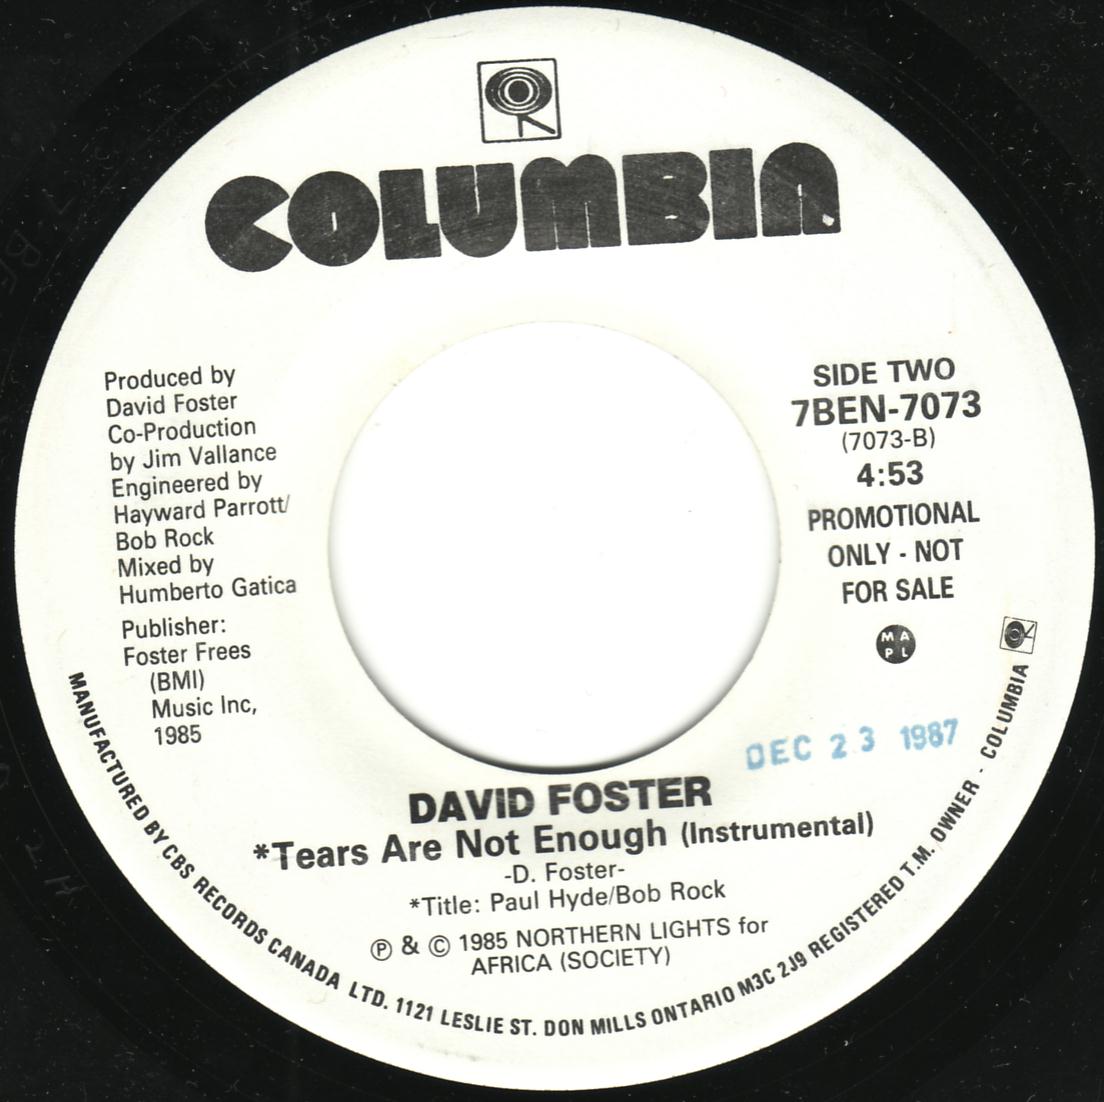 COLUMBIA
Produced by
David Foster
Co-Production
by Jim Vallance
Engineered by
Hayward Parrott/
Bob Rock
Mixed by
Humberto Gatica
Publisher:
Foster Frees
(BMI)
Music Inc,
1985
SIDE TWO
7BEN-7073
(7073-B)
4:53
PROMOTIONAL
ONLY - NOT
FOR SALE
M A
P L
DEC 23 1987
DAVID FOSTER
*Tears Are Not Enough (Instrumental)
-D. Foster-
*Title: Paul Hyde/Bob Rock
Ⓟ & © 1985 NORTHERN LIGHTS for
AFRICA (SOCIETY)
MANUFACTURED BY CBS RECORDS CANADA LTD. 1121 LESLIE ST. DON MILLS ONTARIO M3C 2J9 REGISTERED T.M. OWNER - COLUMBIA